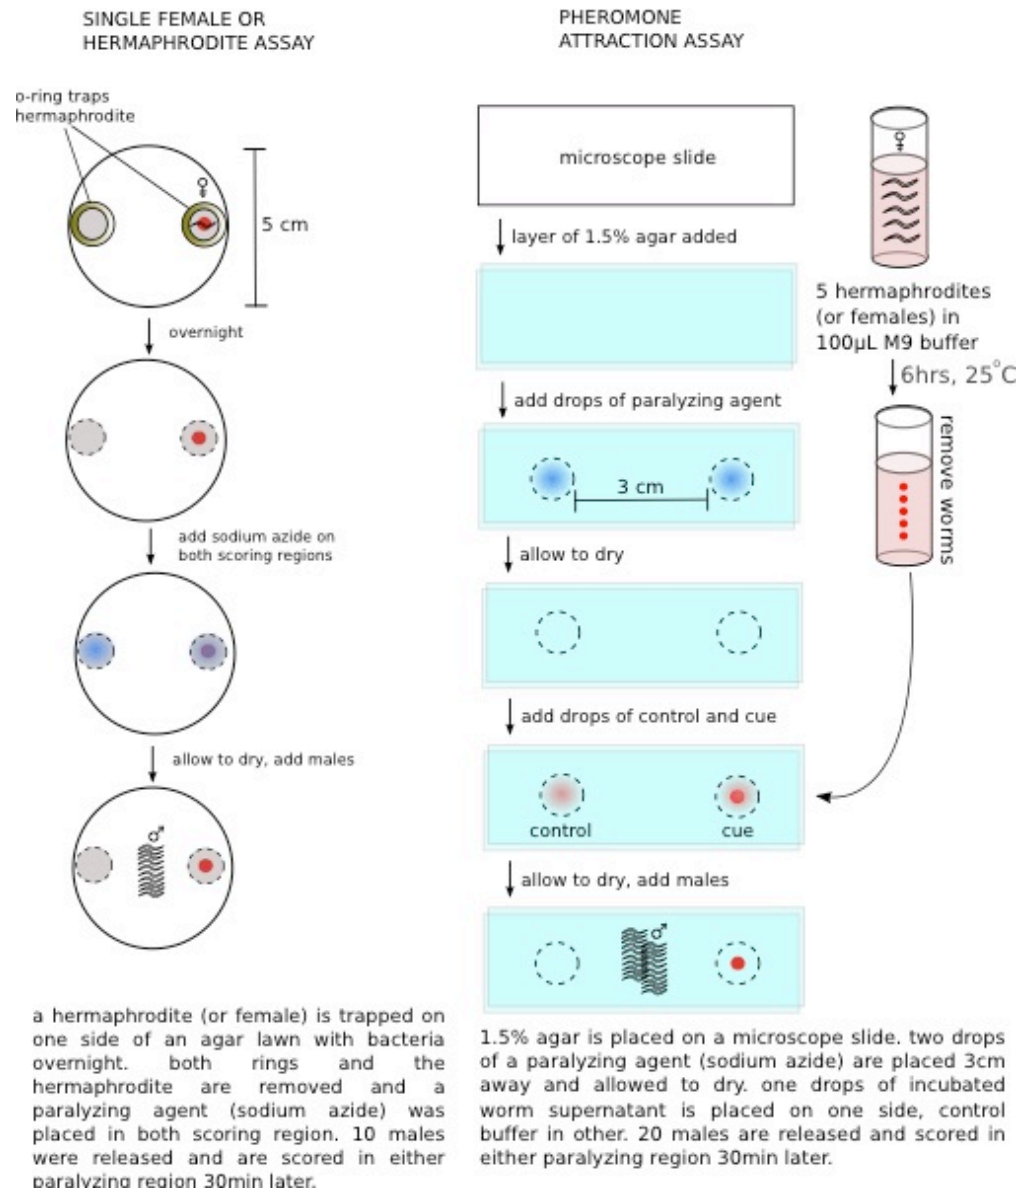 SINGLE FEMALE OR
HERMAPHRODITE ASSAY
o-ring traps
hermaphrodite
5 cm
overnight
add sodium azide on
both scoring regions
allow to dry, add males
a hermaphrodite (or female) is trapped on
one side of an agar lawn with bacteria
overnight. both rings and the
hermaphrodite are removed and a
paralyzing agent (sodium azide) was
placed in both scoring region. 10 males
were released and are scored in either
paralyzing region 30min later.
PHEROMONE
ATTRACTION ASSAY
microscope slide
layer of 1.5% agar added
add drops of paralyzing agent
3 cm
allow to dry
add drops of control and cue
control
cue
allow to dry, add males
5 hermaphrodites
(or females) in
100µL M9 buffer
6hrs, 25°C
remove worms
1.5% agar is placed on a microscope slide. two drops
of a paralyzing agent (sodium azide) are placed 3cm
away and allowed to dry. one drops of incubated
worm supernatant is placed on one side, control
buffer in other. 20 males are released and scored in
either paralyzing region 30min later.